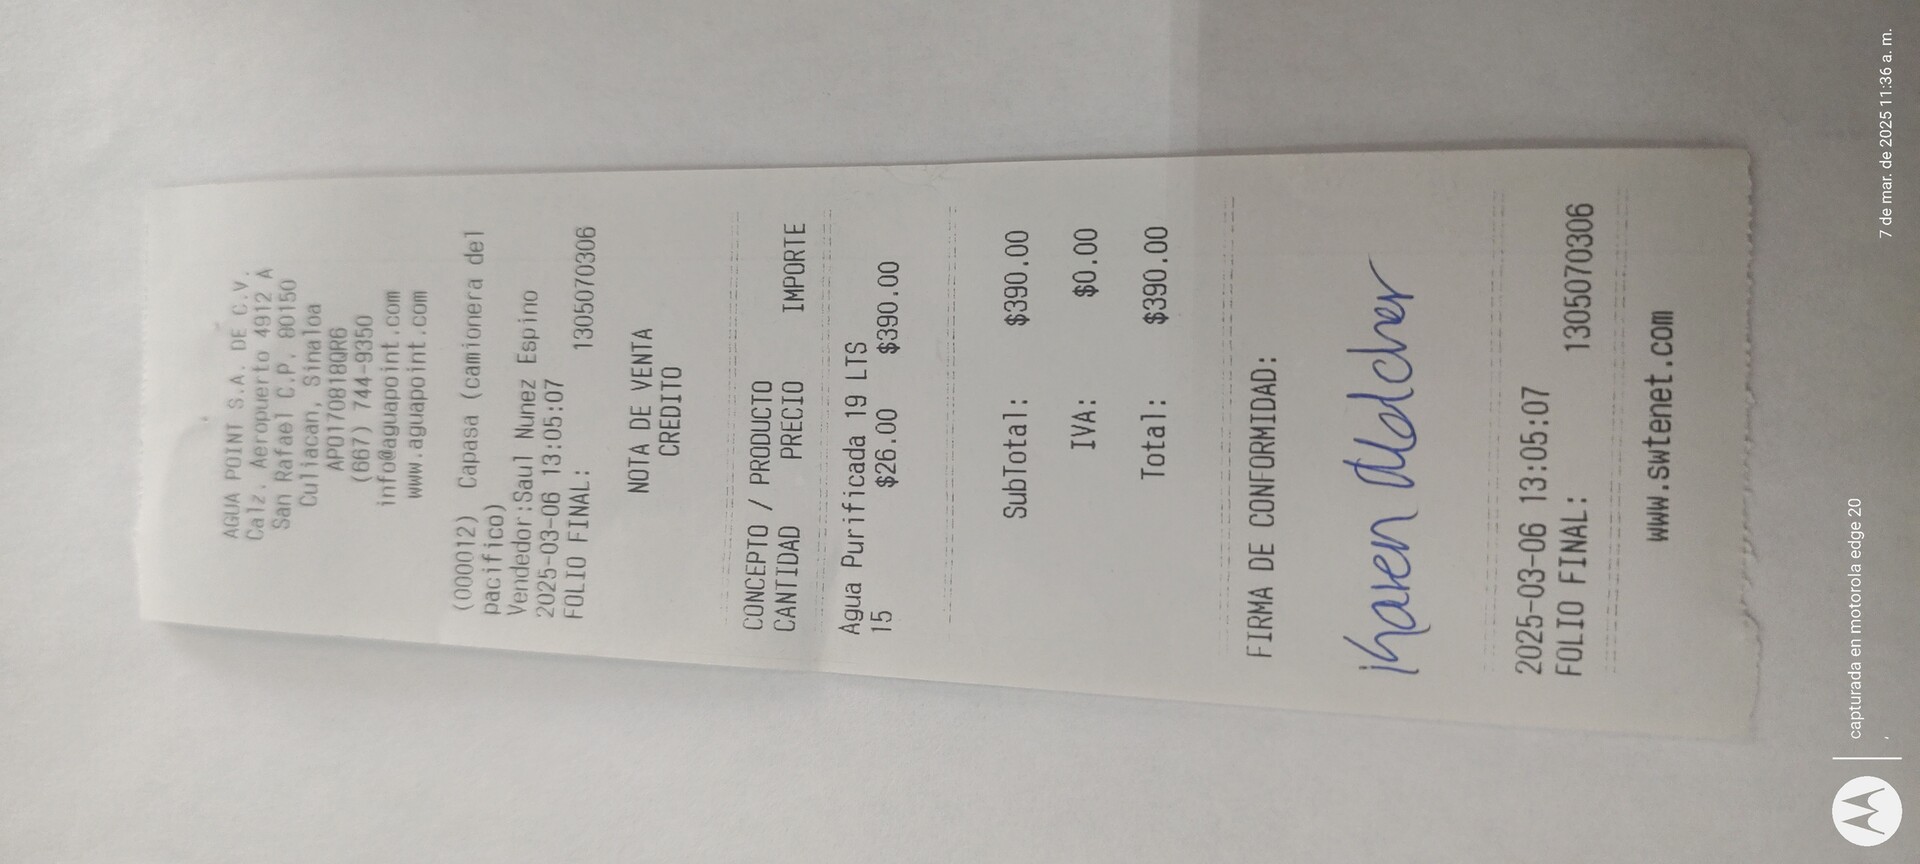 AGUA POINT S.A. DE C.V.
Calz. Aeropuerto 4912 A
San Rafael C.P. 80150
Culiacan, Sinaloa
APO170818QR6
(667) 744-9350
info@aguapoint.com
www.aguapoint.com
(000012) Capasa (camionera del
pacifico)
Vendedor:Saul Nunez Espino
2025-03-06 13:05:07
FOLIO FINAL: 1305070306
NOTA DE VENTA
CREDITO
CONCEPTO / PRODUCTO
CANTIDAD PRECIO IMPORTE
Agua Purificada 19 LTS
15 $26.00 $390.00
SubTotal: $390.00
IVA: $0.00
Total: $390.00
FIRMA DE CONFORMIDAD:
Karen
2025-03-06 13:05:07
FOLIO FINAL: 1305070306
www.swtenet.com
capturada en motorola edge 20
7 de mar. de 2025 11:36 a. m.